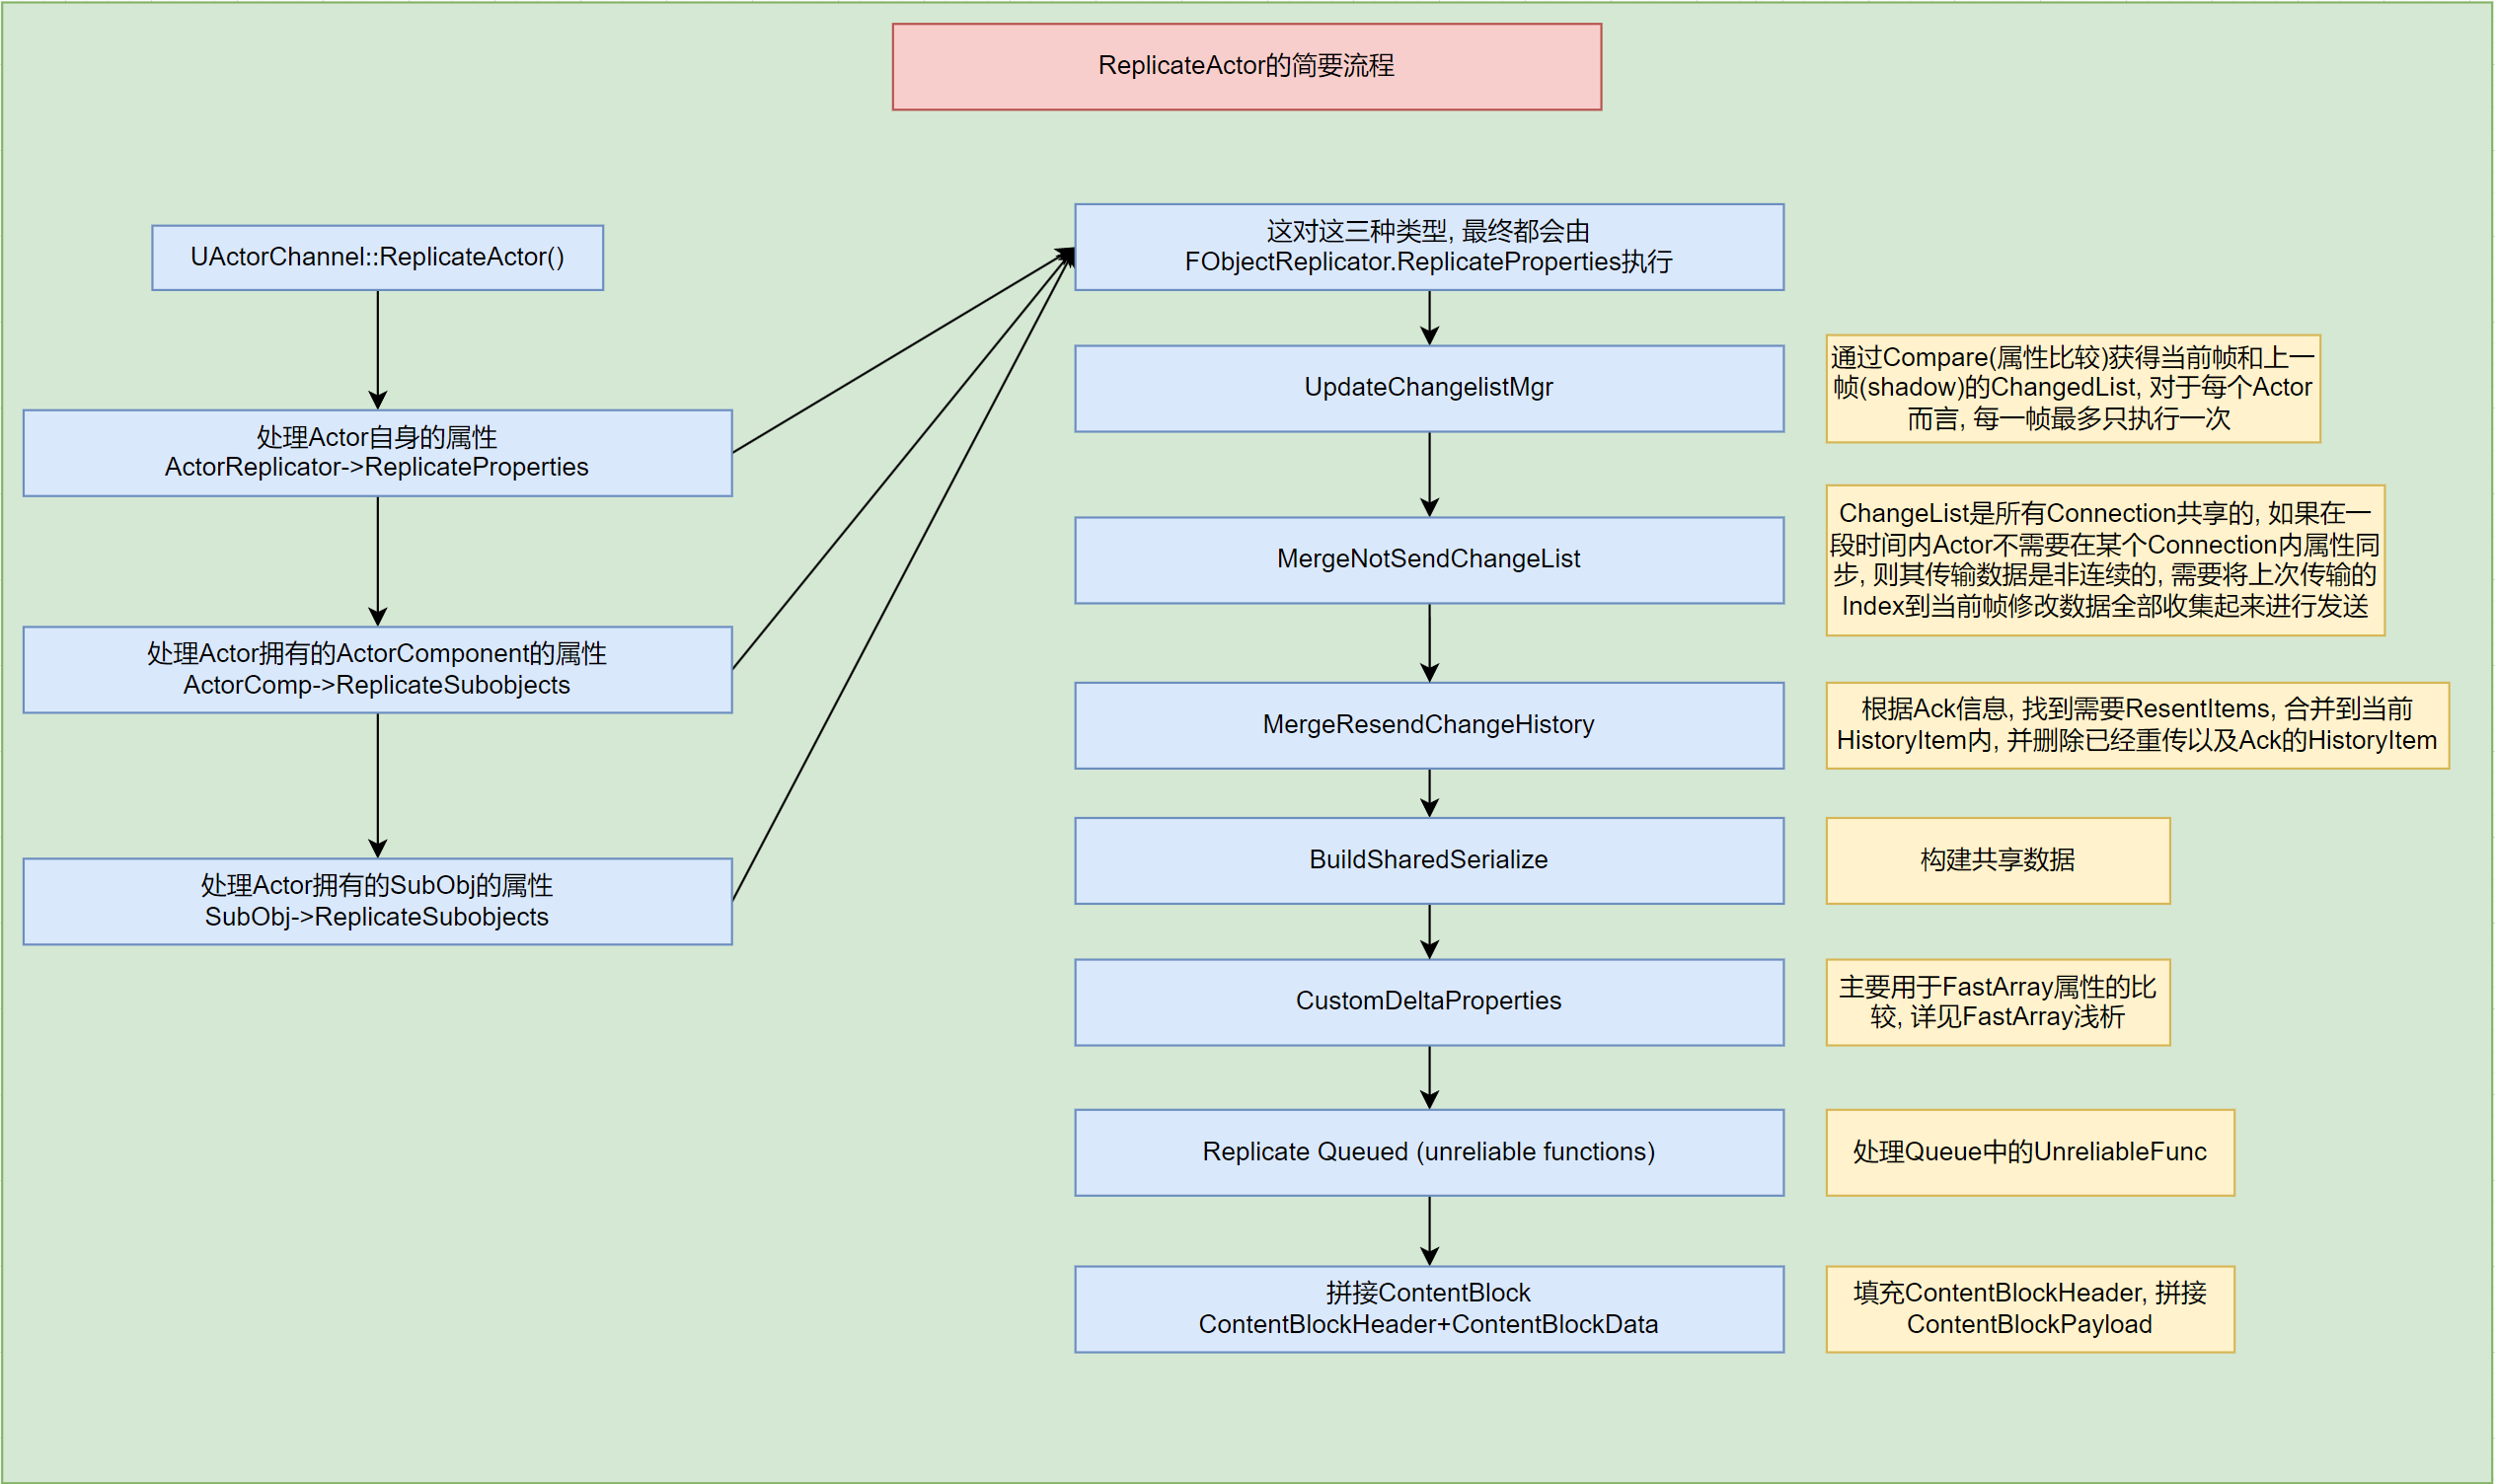 ReplicateActor的简要流程
UActorChannel::ReplicateActor()
处理Actor自身的属性
ActorReplicator->ReplicateProperties
处理Actor拥有的ActorComponent的属性
ActorComp->ReplicateSubobjects
处理Actor拥有的SubObj的属性
SubObj->ReplicateSubobjects
这对这三种类型, 最终都会由
FObjectReplicator.ReplicateProperties执行
UpdateChangelistMgr
通过Compare(属性比较)获得当前帧和上一
帧(shadow)的ChangedList, 对于每个Actor
而言, 每一帧最多只执行一次
MergeNotSendChangeList
ChangeList是所有Connection共享的, 如果在一
段时间内Actor不需要在某个Connection内属性同
步, 则其传输数据是非连续的, 需要将上次传输的
Index到当前帧修改数据全部收集起来进行发送
MergeResendChangeHistory
根据Ack信息, 找到需要ResentItems, 合并到当前
HistoryItem内, 并删除已经重传以及Ack的HistoryItem
BuildSharedSerialize
构建共享数据
CustomDeltaProperties
主要用于FastArray属性的比
较, 详见FastArray浅析
Replicate Queued (unreliable functions)
处理Queue中的UnreliableFunc
拼接ContentBlock
ContentBlockHeader+ContentBlockData
填充ContentBlockHeader, 拼接
ContentBlockPayload